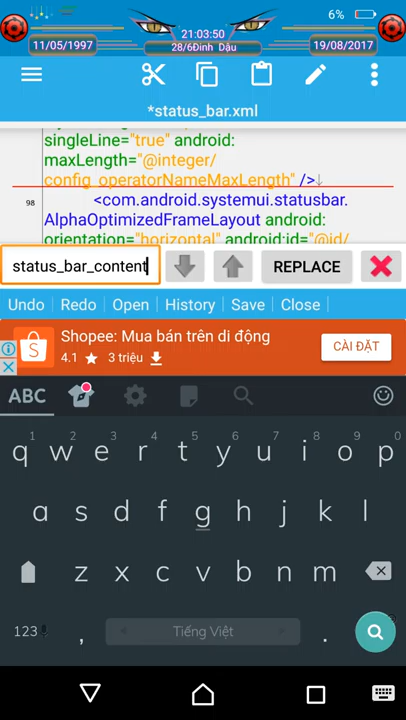 6%
21:03:50
11/05/1997
28/6Đinh Dậu
19/08/2017
*status_bar.xml
singleLine="true" android:
maxLength="@integer/
config_operatorNameMaxLength" />↓
98 <com.android.systemui.statusbar.
AlphaOptimizedFrameLayout android:
orientation="horizontal" android:id="@id/
status_bar_content
REPLACE
Undo Redo Open History Save Close
Shopee: Mua bán trên di động
4.1 ★ 3 triệu
CÀI ĐẶT
ABC
1 2 3 4 5 6 7 8 9 0
q w e r t y u i o p
a s d f g h j k l
z x c v b n m
123 , Tiếng Việt .